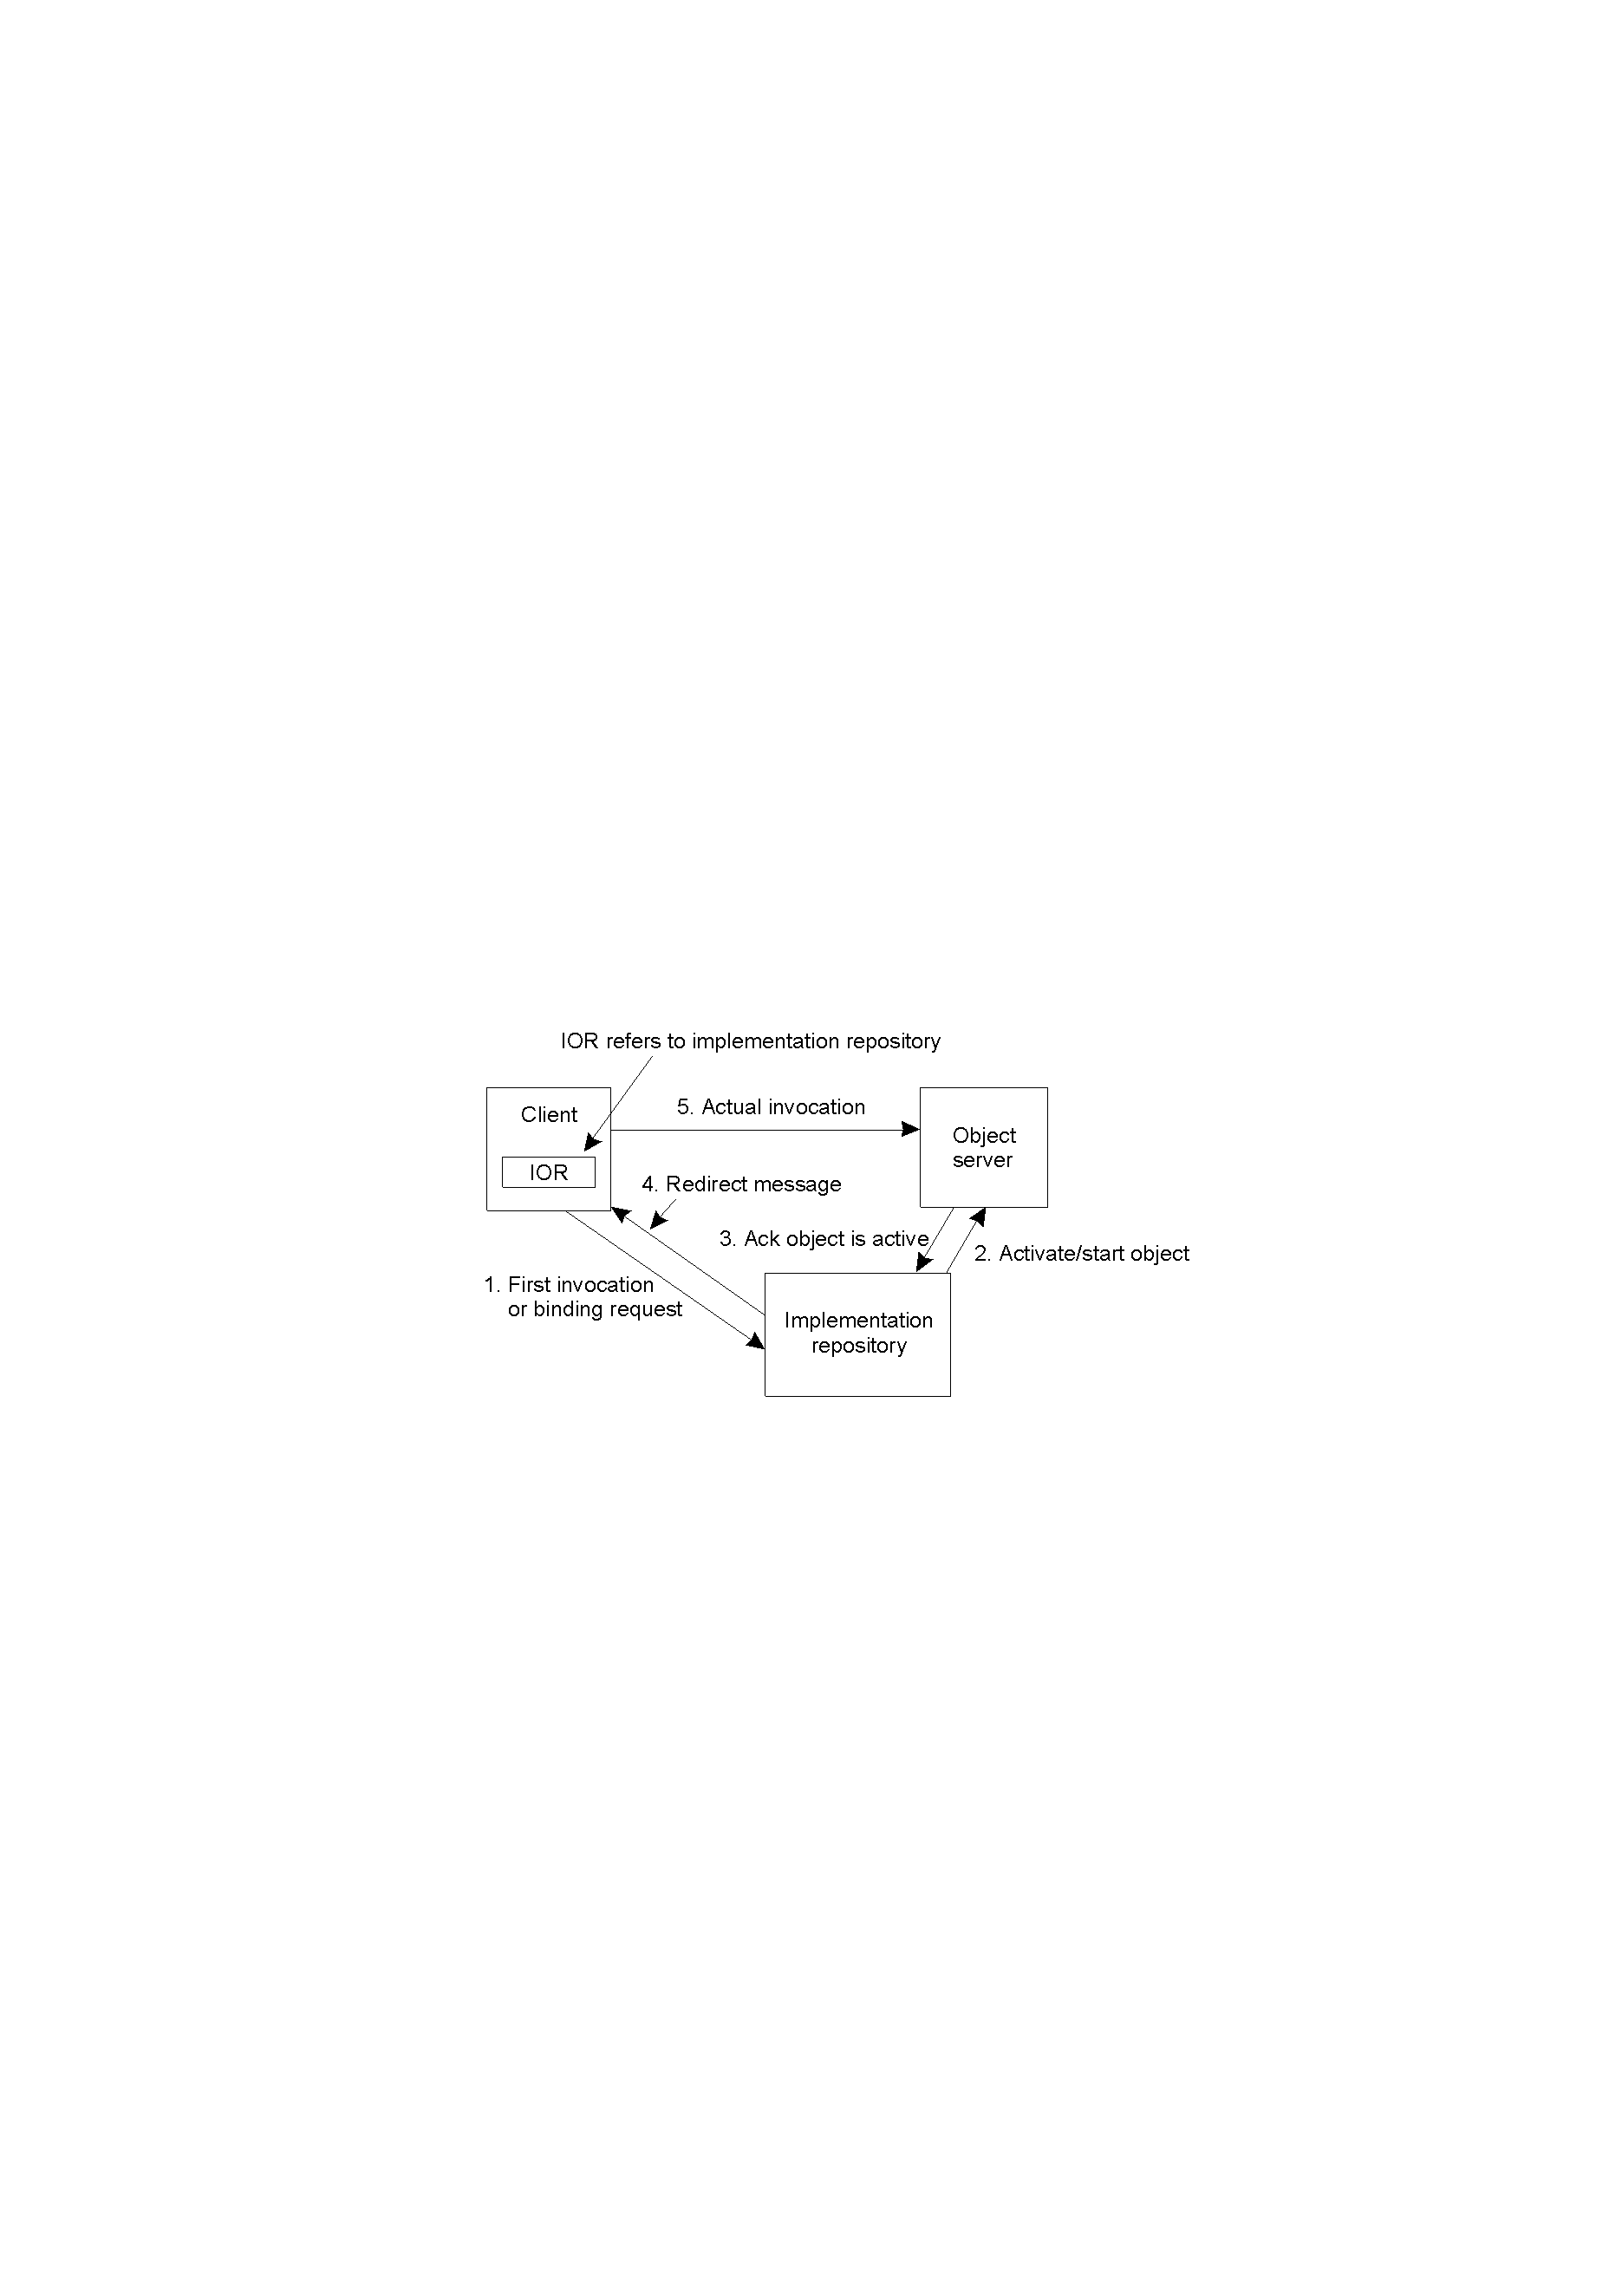 IOR refers to implementation repository
Client
5. Actual invocation
Object
server
IOR
4. Redirect message
3. Ack object is active
2. Activate/start object
1. First invocation
or binding request
Implementation
repository